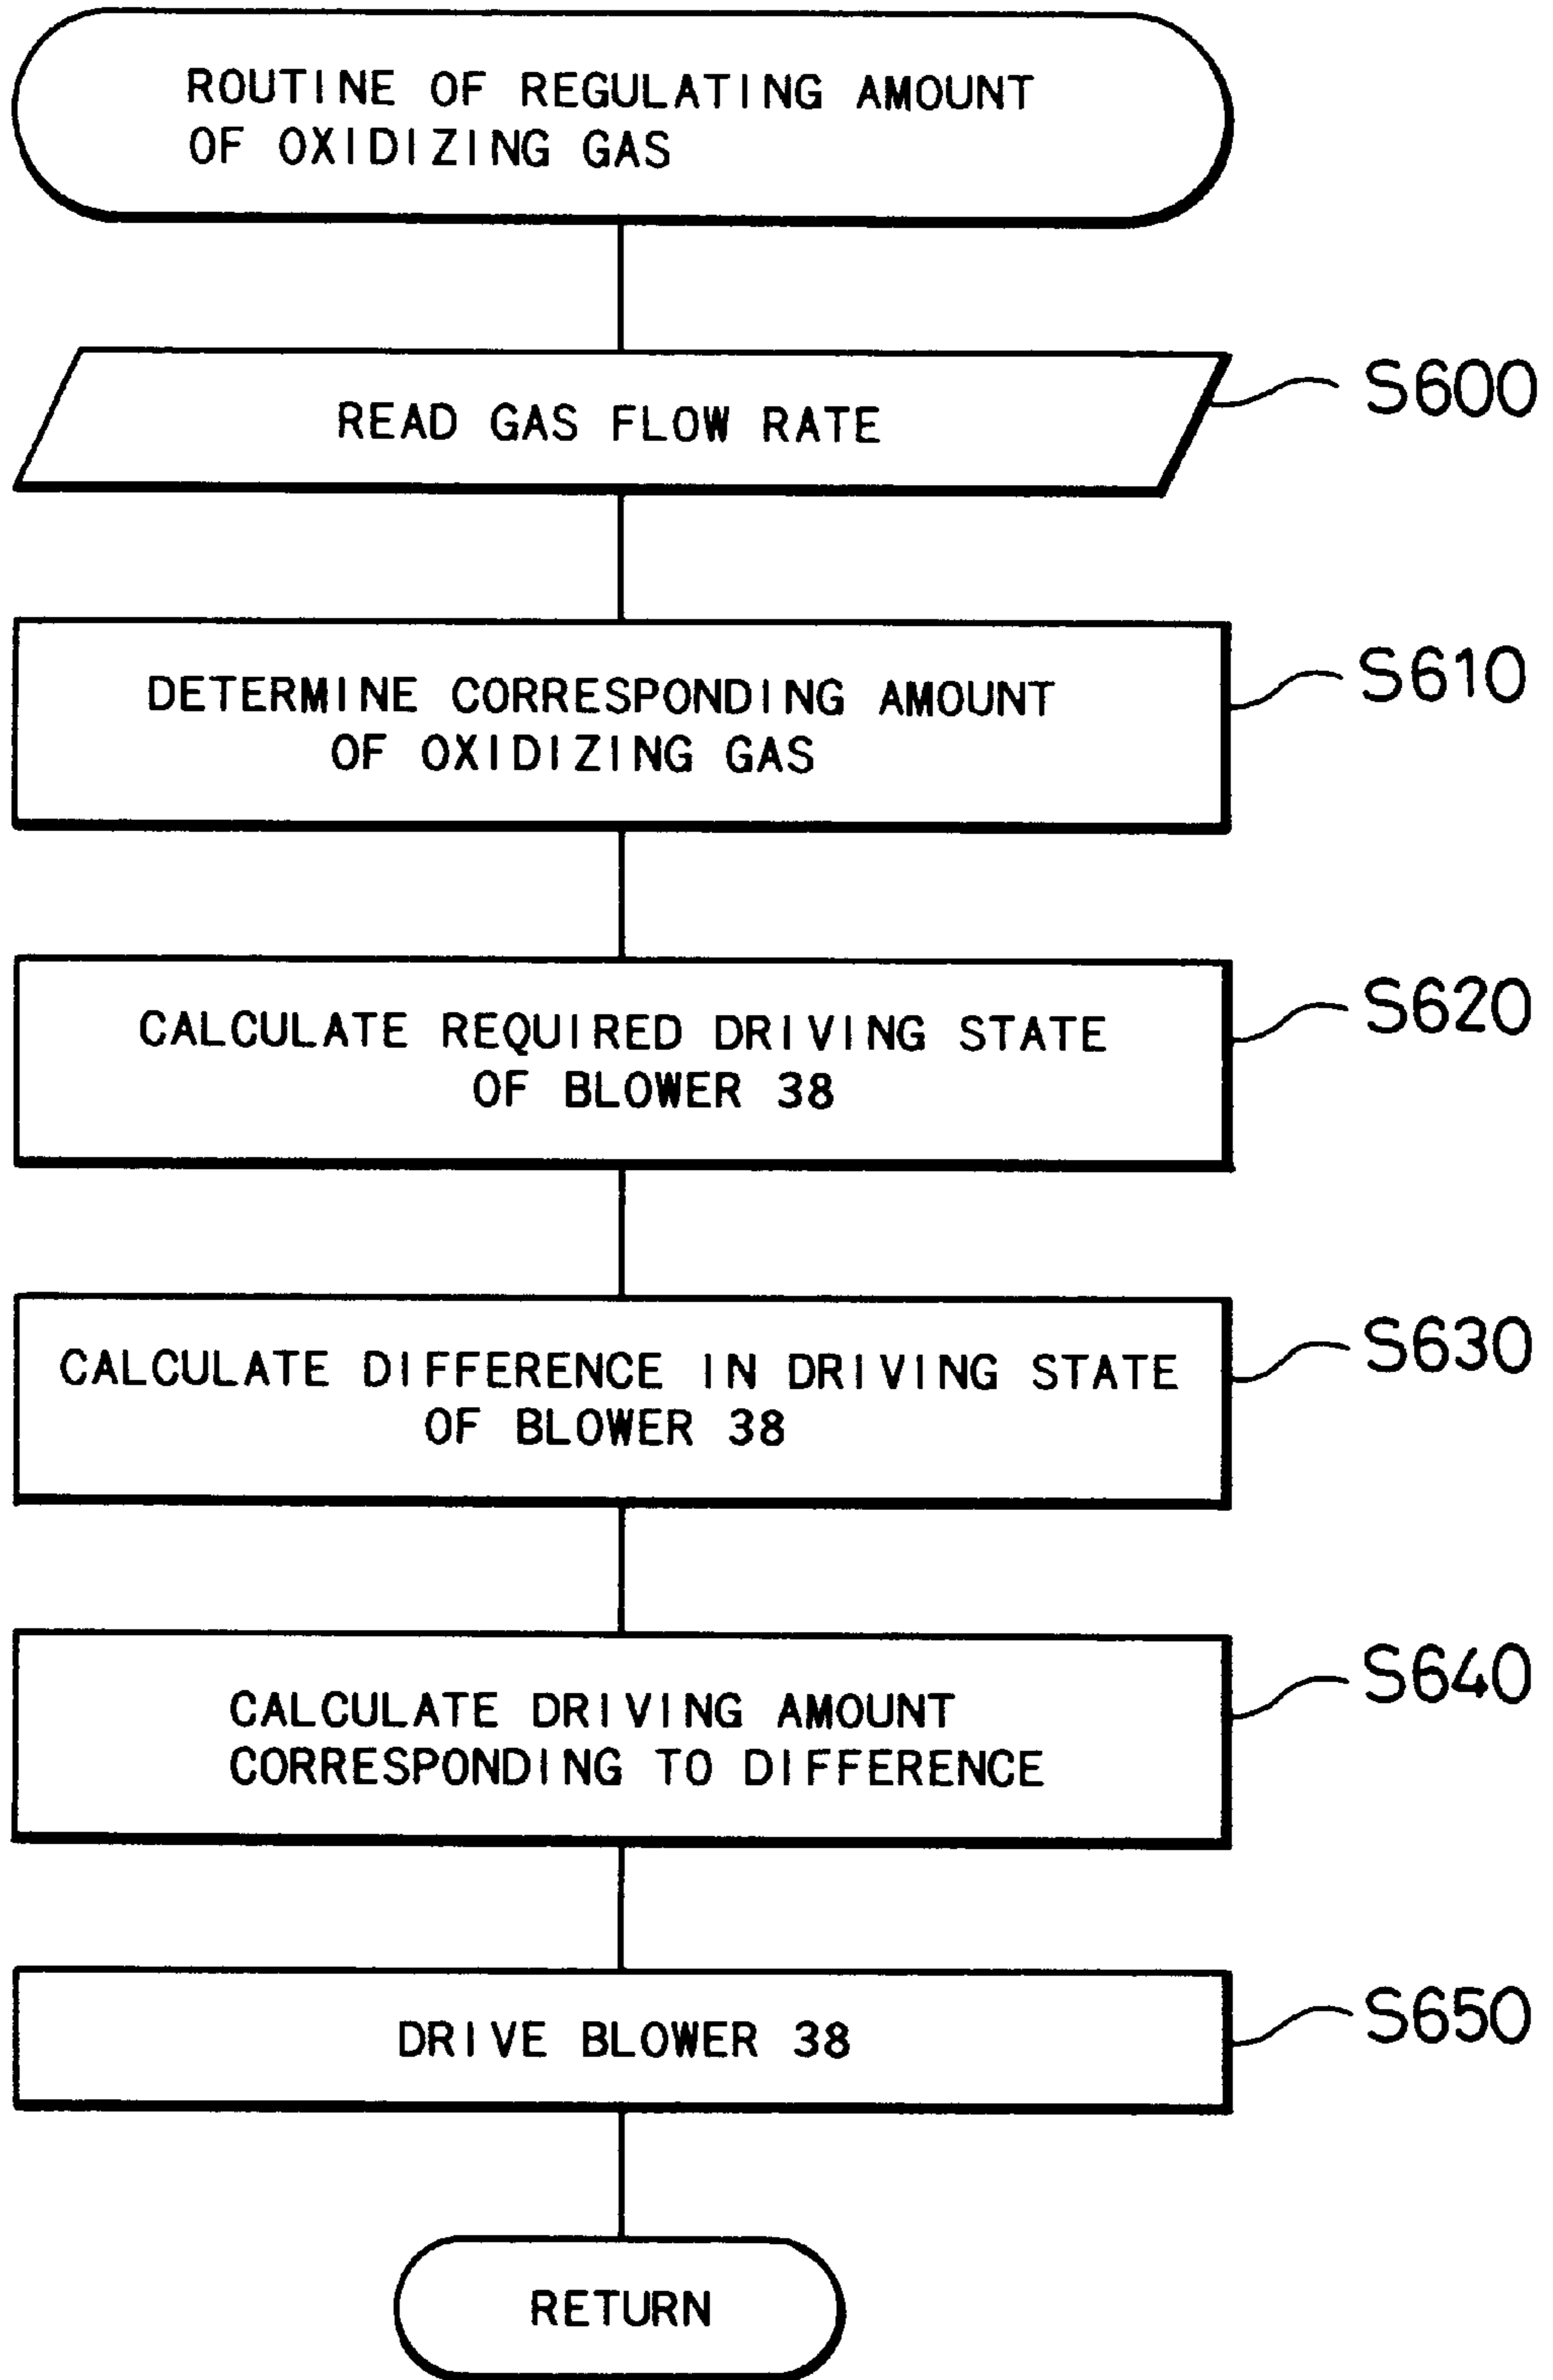 ROUTINE OF REGULATING AMOUNT
OF OXIDIZING GAS
READ GAS FLOW RATE
S600
DETERMINE CORRESPONDING AMOUNT
OF OXIDIZING GAS
S610
CALCULATE REQUIRED DRIVING STATE
OF BLOWER 38
S620
CALCULATE DIFFERENCE IN DRIVING STATE
OF BLOWER 38
S630
CALCULATE DRIVING AMOUNT
CORRESPONDING TO DIFFERENCE
S640
DRIVE BLOWER 38
S650
RETURN